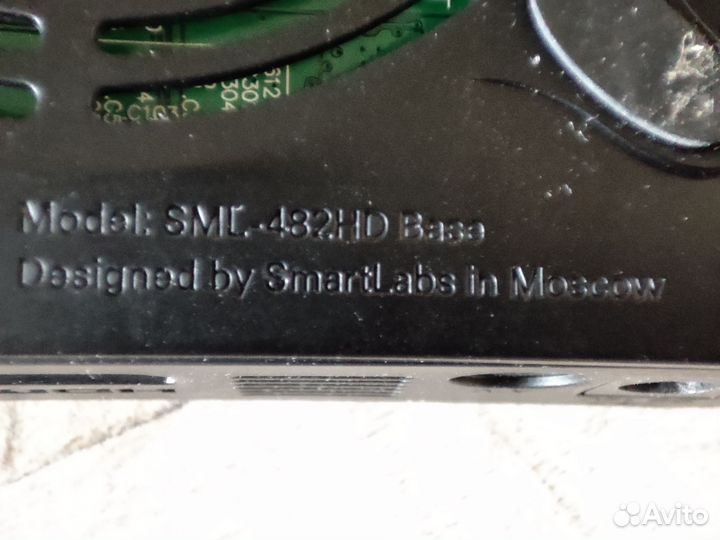 Model: SML-482HD Base
Designed by SmartLabs in Moscow
Avito